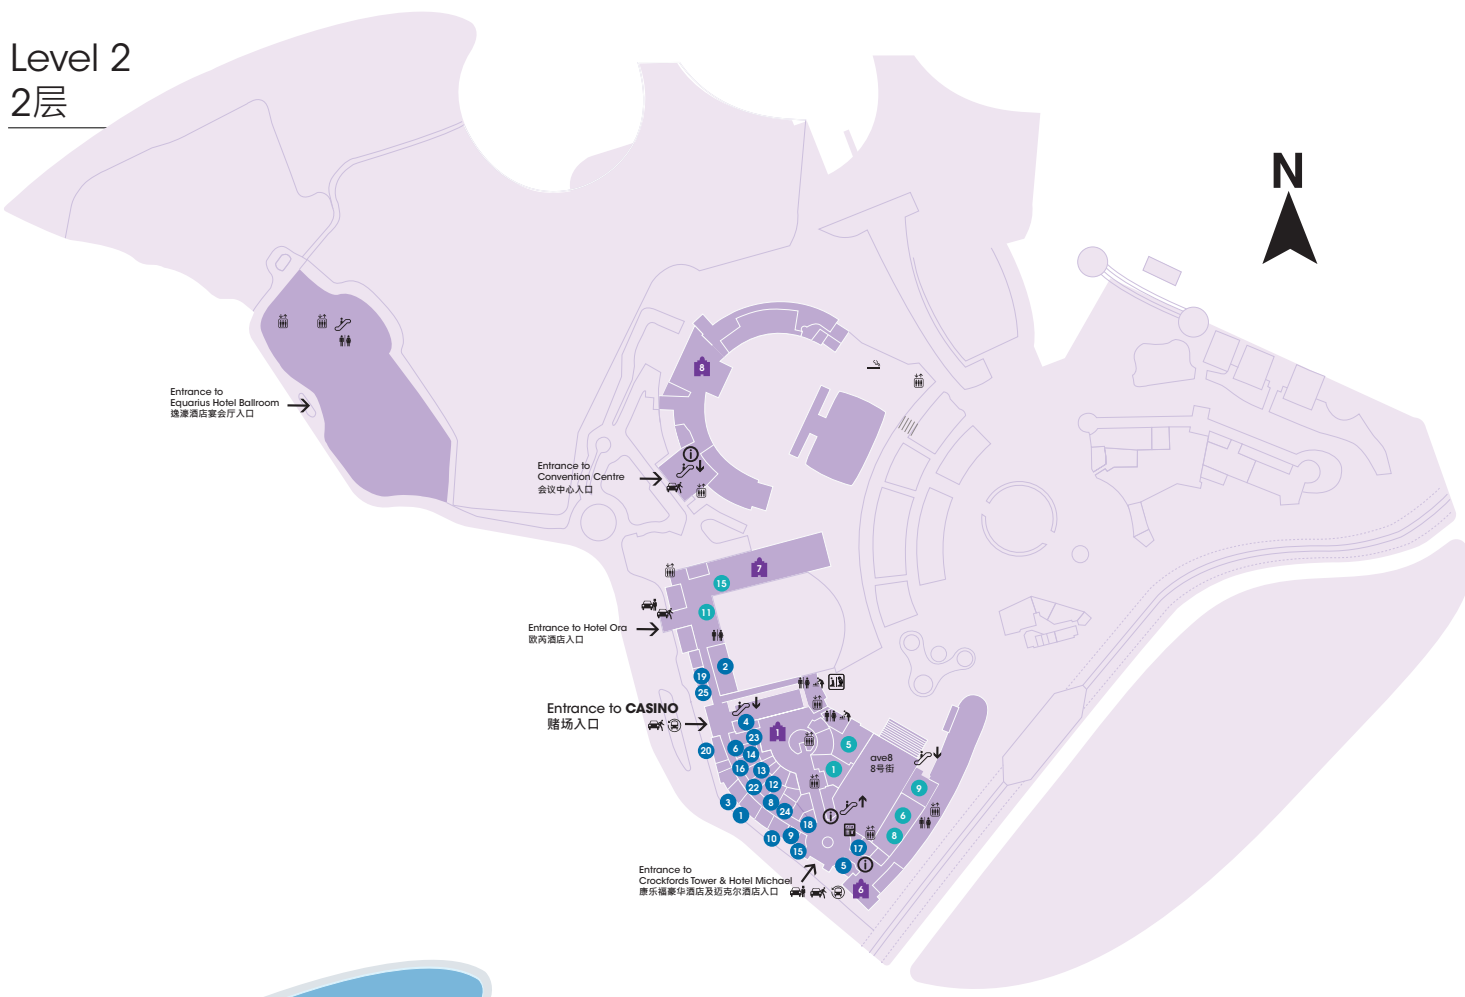 Level 2
2层
N
Entrance to
Equarius Hotel Ballroom
逸濠酒店宴会厅入口
8
Entrance to
Convention Centre
会议中心入口
i
7
15
11
Entrance to Hotel Ora
欧芮酒店入口
2
19
25
Entrance to CASINO
赌场入口
4
1
23
20
6
14
5
ave8
8号街
16
13
1
22
12
9
3
8
1
24
6
18
i
10
9
8
15
17
5
i
Entrance to
Crockfords Tower & Hotel Michael
康乐福豪华酒店及迈克尔酒店入口
6